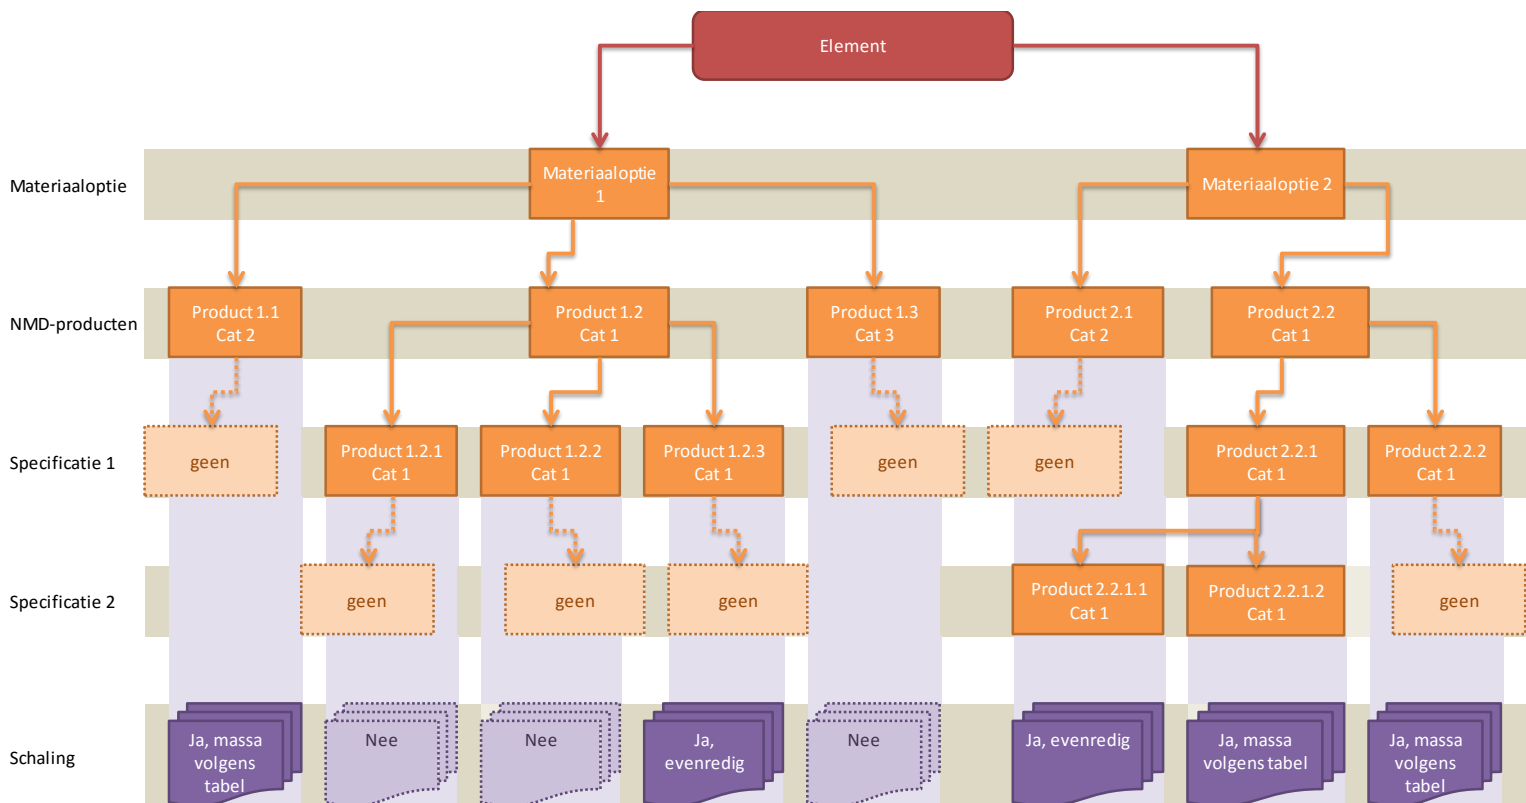 Element
Materiaaloptie
Materiaaloptie
1
Materiaaloptie 2
NMD-producten
Product 1.1
Cat 2
Product 1.2
Cat 1
Product 1.3
Cat 3
Product 2.1
Cat 2
Product 2.2
Cat 1
Specificatie 1
geen
Product 1.2.1
Cat 1
Product 1.2.2
Cat 1
Product 1.2.3
Cat 1
geen
geen
Product 2.2.1
Cat 1
Product 2.2.2
Cat 1
Specificatie 2
geen
geen
geen
Product 2.2.1.1
Cat 1
Product 2.2.1.2
Cat 1
geen
Schaling
Ja, massa
volgens
tabel
Nee
Nee
Ja,
evenredig
Nee
Ja, evenredig
Ja, massa
volgens tabel
Ja, massa
volgens
tabel